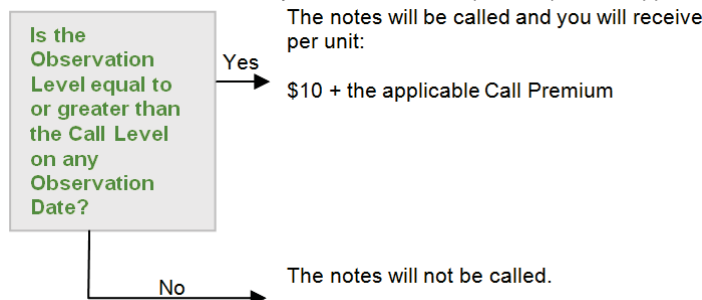 The notes will be called and you will receive
per unit:
Is the
Observation
Level equal to
or greater than
the Call Level
on any
Observation
Date?
Yes
$10 + the applicable Call Premium
No
The notes will not be called.